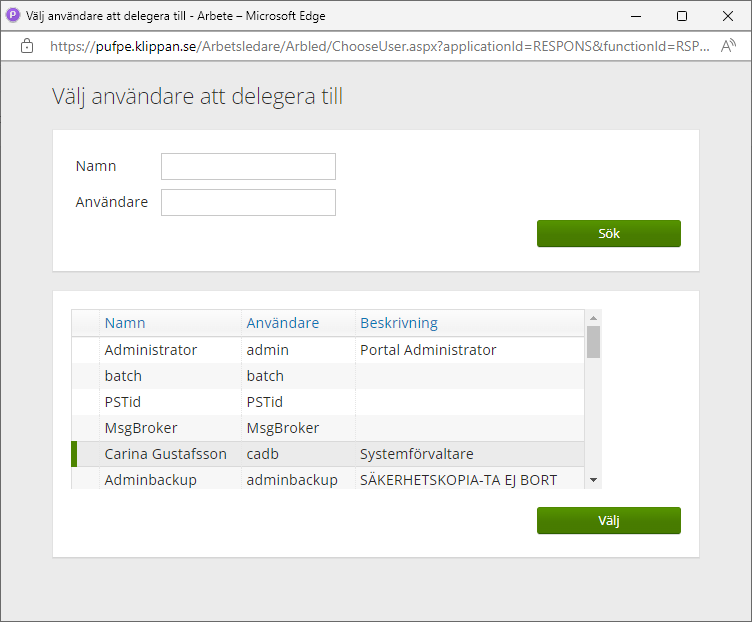 Välj användare att delegera till - Arbete – Microsoft Edge
https://pufpe.klippan.se/Arbetsledare/Arbled/ChooseUser.aspx?applicationId=RESPONS&functionId=RSP...
Välj användare att delegera till
Namn
Användare
Sök
Namn Användare Beskrivning
Administrator admin Portal Administrator
batch batch
PSTid PSTid
MsgBroker MsgBroker
Carina Gustafsson cadb Systemförvaltare
Adminbackup adminbackup SÄKERHETSKOPIA-TA EJ BORT
Välj